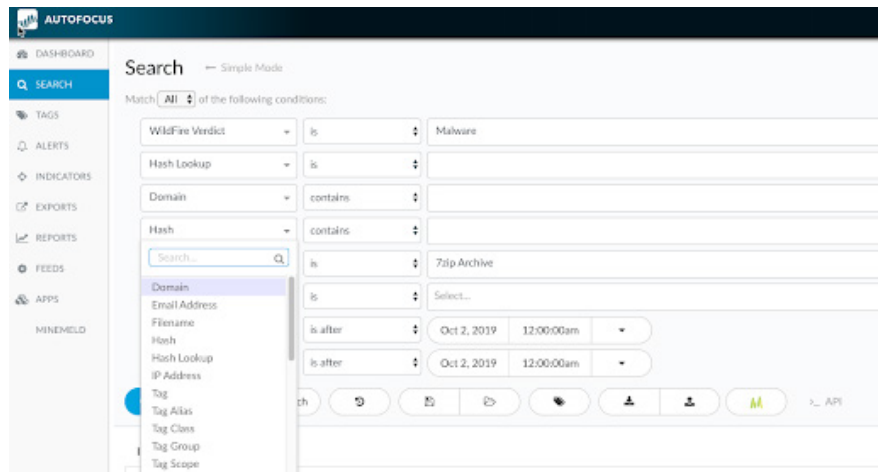 AUTOFOCUS
DASHBOARD
SEARCH
TAGS
ALERTS
INDICATORS
EXPORTS
REPORTS
FEEDS
APPS
MINEMELD
Search ← Simple Mode
Match All of the following conditions:
WildFire Verdict is Malware
Hash Lookup is
Domain contains
Hash contains
Search...
is 7zip Archive
is Select...
is after Oct 2, 2019 12:00:00am
is after Oct 2, 2019 12:00:00am
Domain
Email Address
Filename
Hash
Hash Lookup
IP Address
Tag
Tag Alias
Tag Class
Tag Group
Tag Scope
ch
>_ API